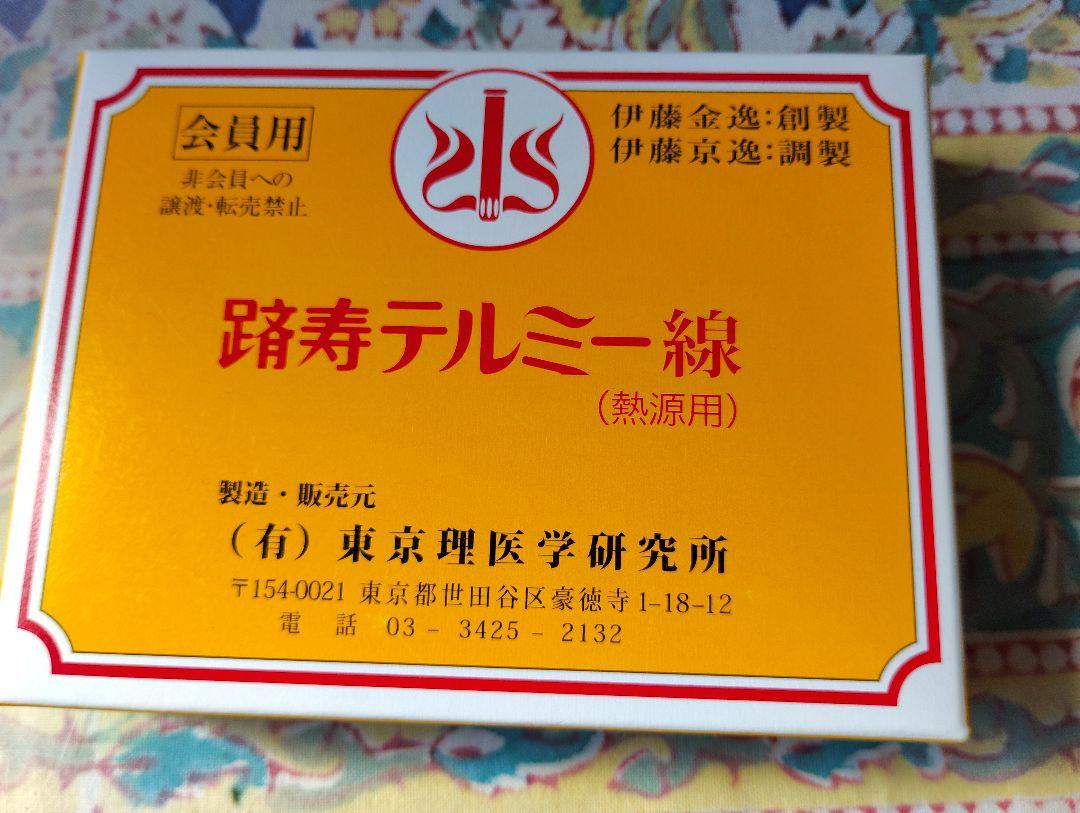 会員用
非会員への
譲渡・転売禁止
伊藤金逸：創製
伊藤京逸：調製
躋寿テルミー線
（熱源用）
製造・販売元
（有）東京理医学研究所
〒154-0021 東京都世田谷区豪徳寺1-18-12
電 話 03 - 3425 - 2132